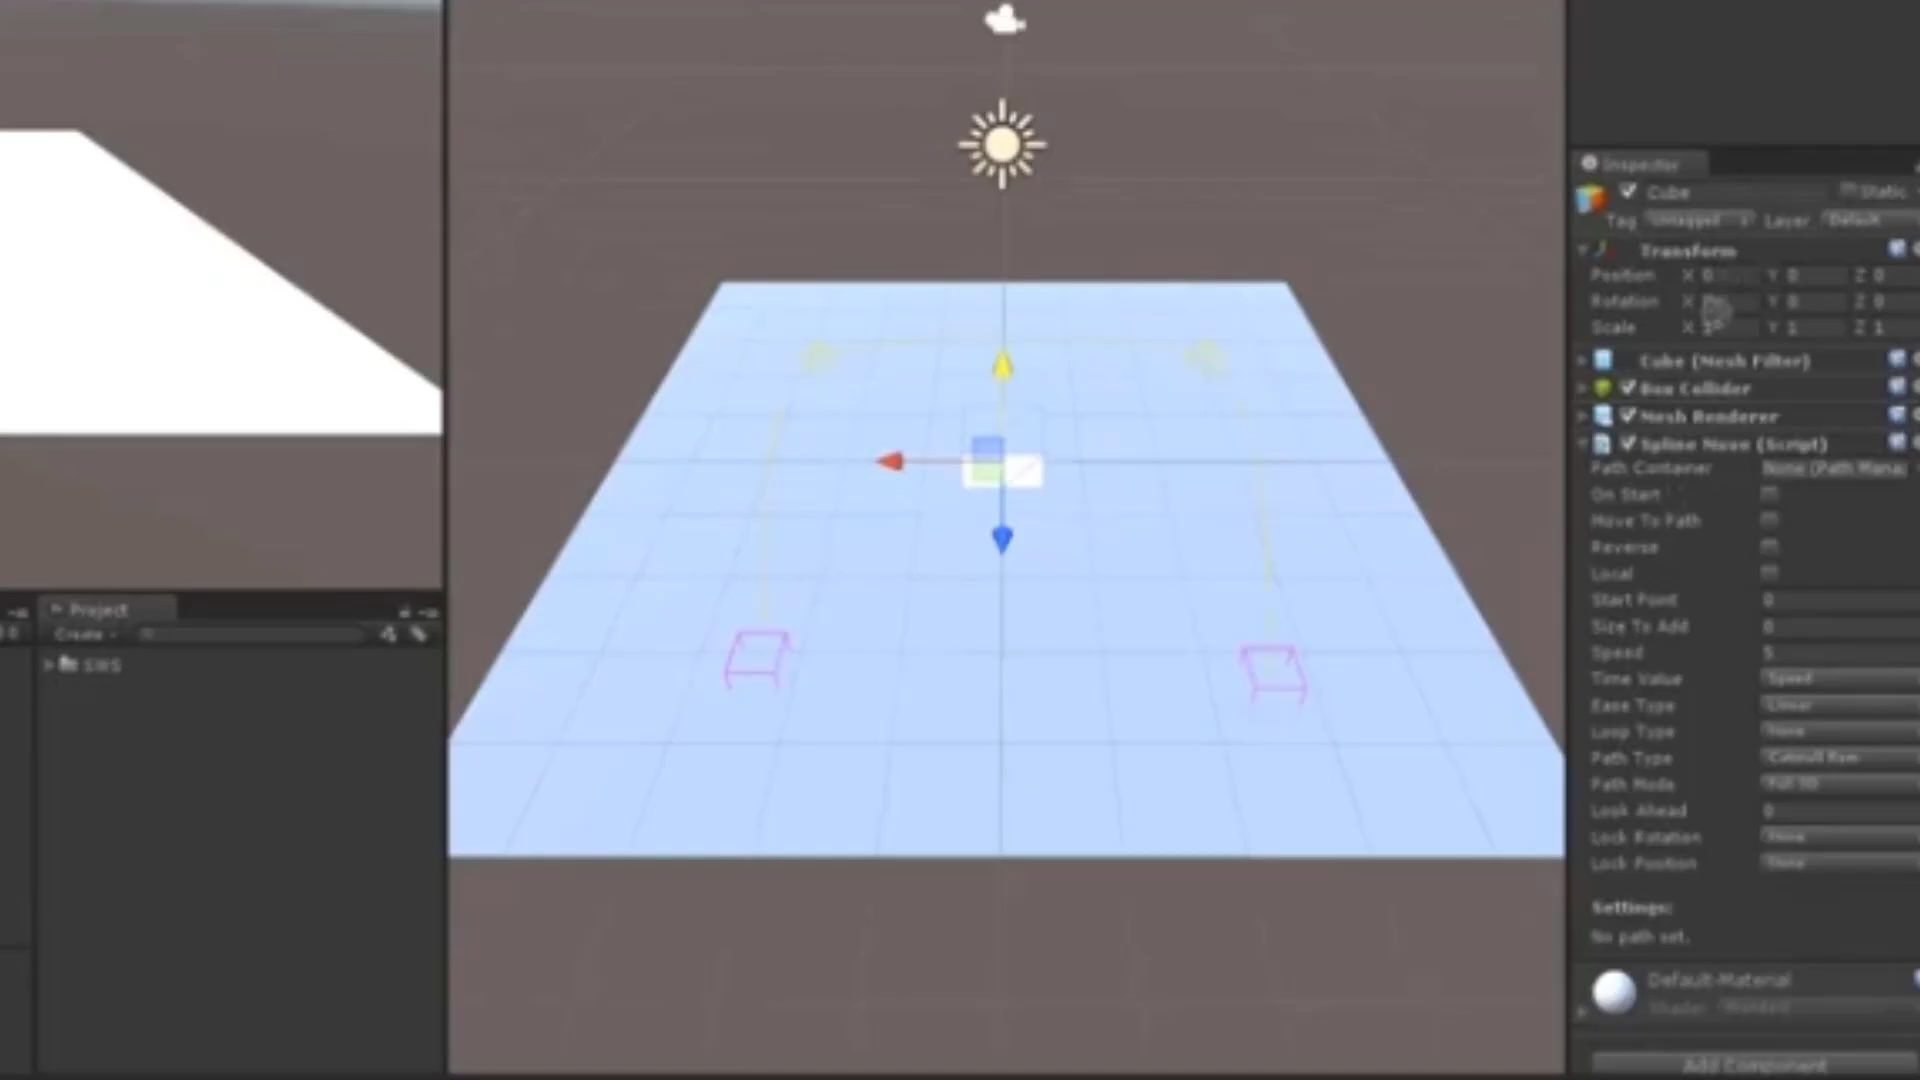 Project
Create
SWS
Inspector
Cube Static
Tag Untagged Layer Default
Transform
Position X 0 Y 0 Z 0
Rotation X Y 0 Z 0
Scale X 1 Y 1 Z 1
Cube (Mesh Filter)
Box Collider
Mesh Renderer
Spline Move (Script)
Path Container None (Path Mana
On Start
Move To Path
Reverse
Local
Start Point 0
Size To Add 0
Speed 5
Time Value Speed
Ease Type Linear
Loop Type None
Path Type Catmull Rom
Path Mode Full 3D
Look Ahead 0
Lock Rotation None
Lock Position None
Settings:
No path set.
Default-Material
Shader Standard
Add Component